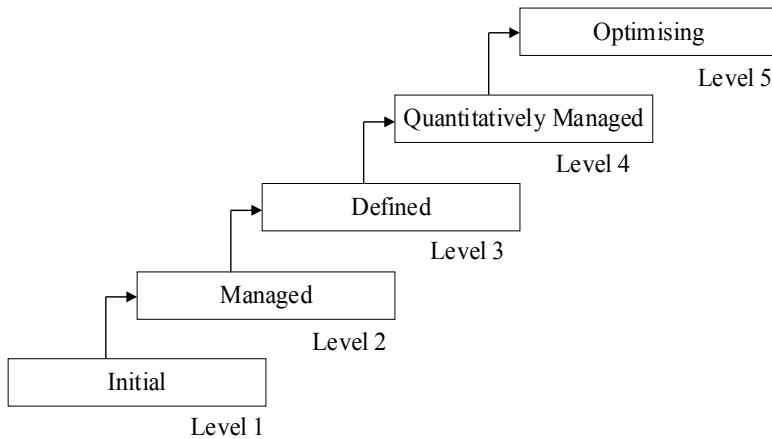 Optimising
Level 5
Quantitatively Managed
Level 4
Defined
Level 3
Managed
Level 2
Initial
Level 1